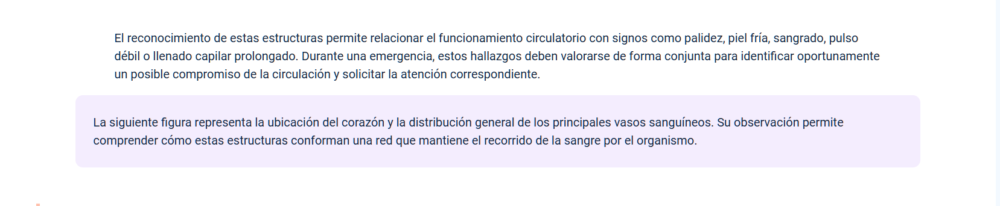 El reconocimiento de estas estructuras permite relacionar el funcionamiento circulatorio con signos como palidez, piel fría, sangrado, pulso
débil o llenado capilar prolongado. Durante una emergencia, estos hallazgos deben valorarse de forma conjunta para identificar oportunamente
un posible compromiso de la circulación y solicitar la atención correspondiente.
La siguiente figura representa la ubicación del corazón y la distribución general de los principales vasos sanguíneos. Su observación permite
comprender cómo estas estructuras conforman una red que mantiene el recorrido de la sangre por el organismo.